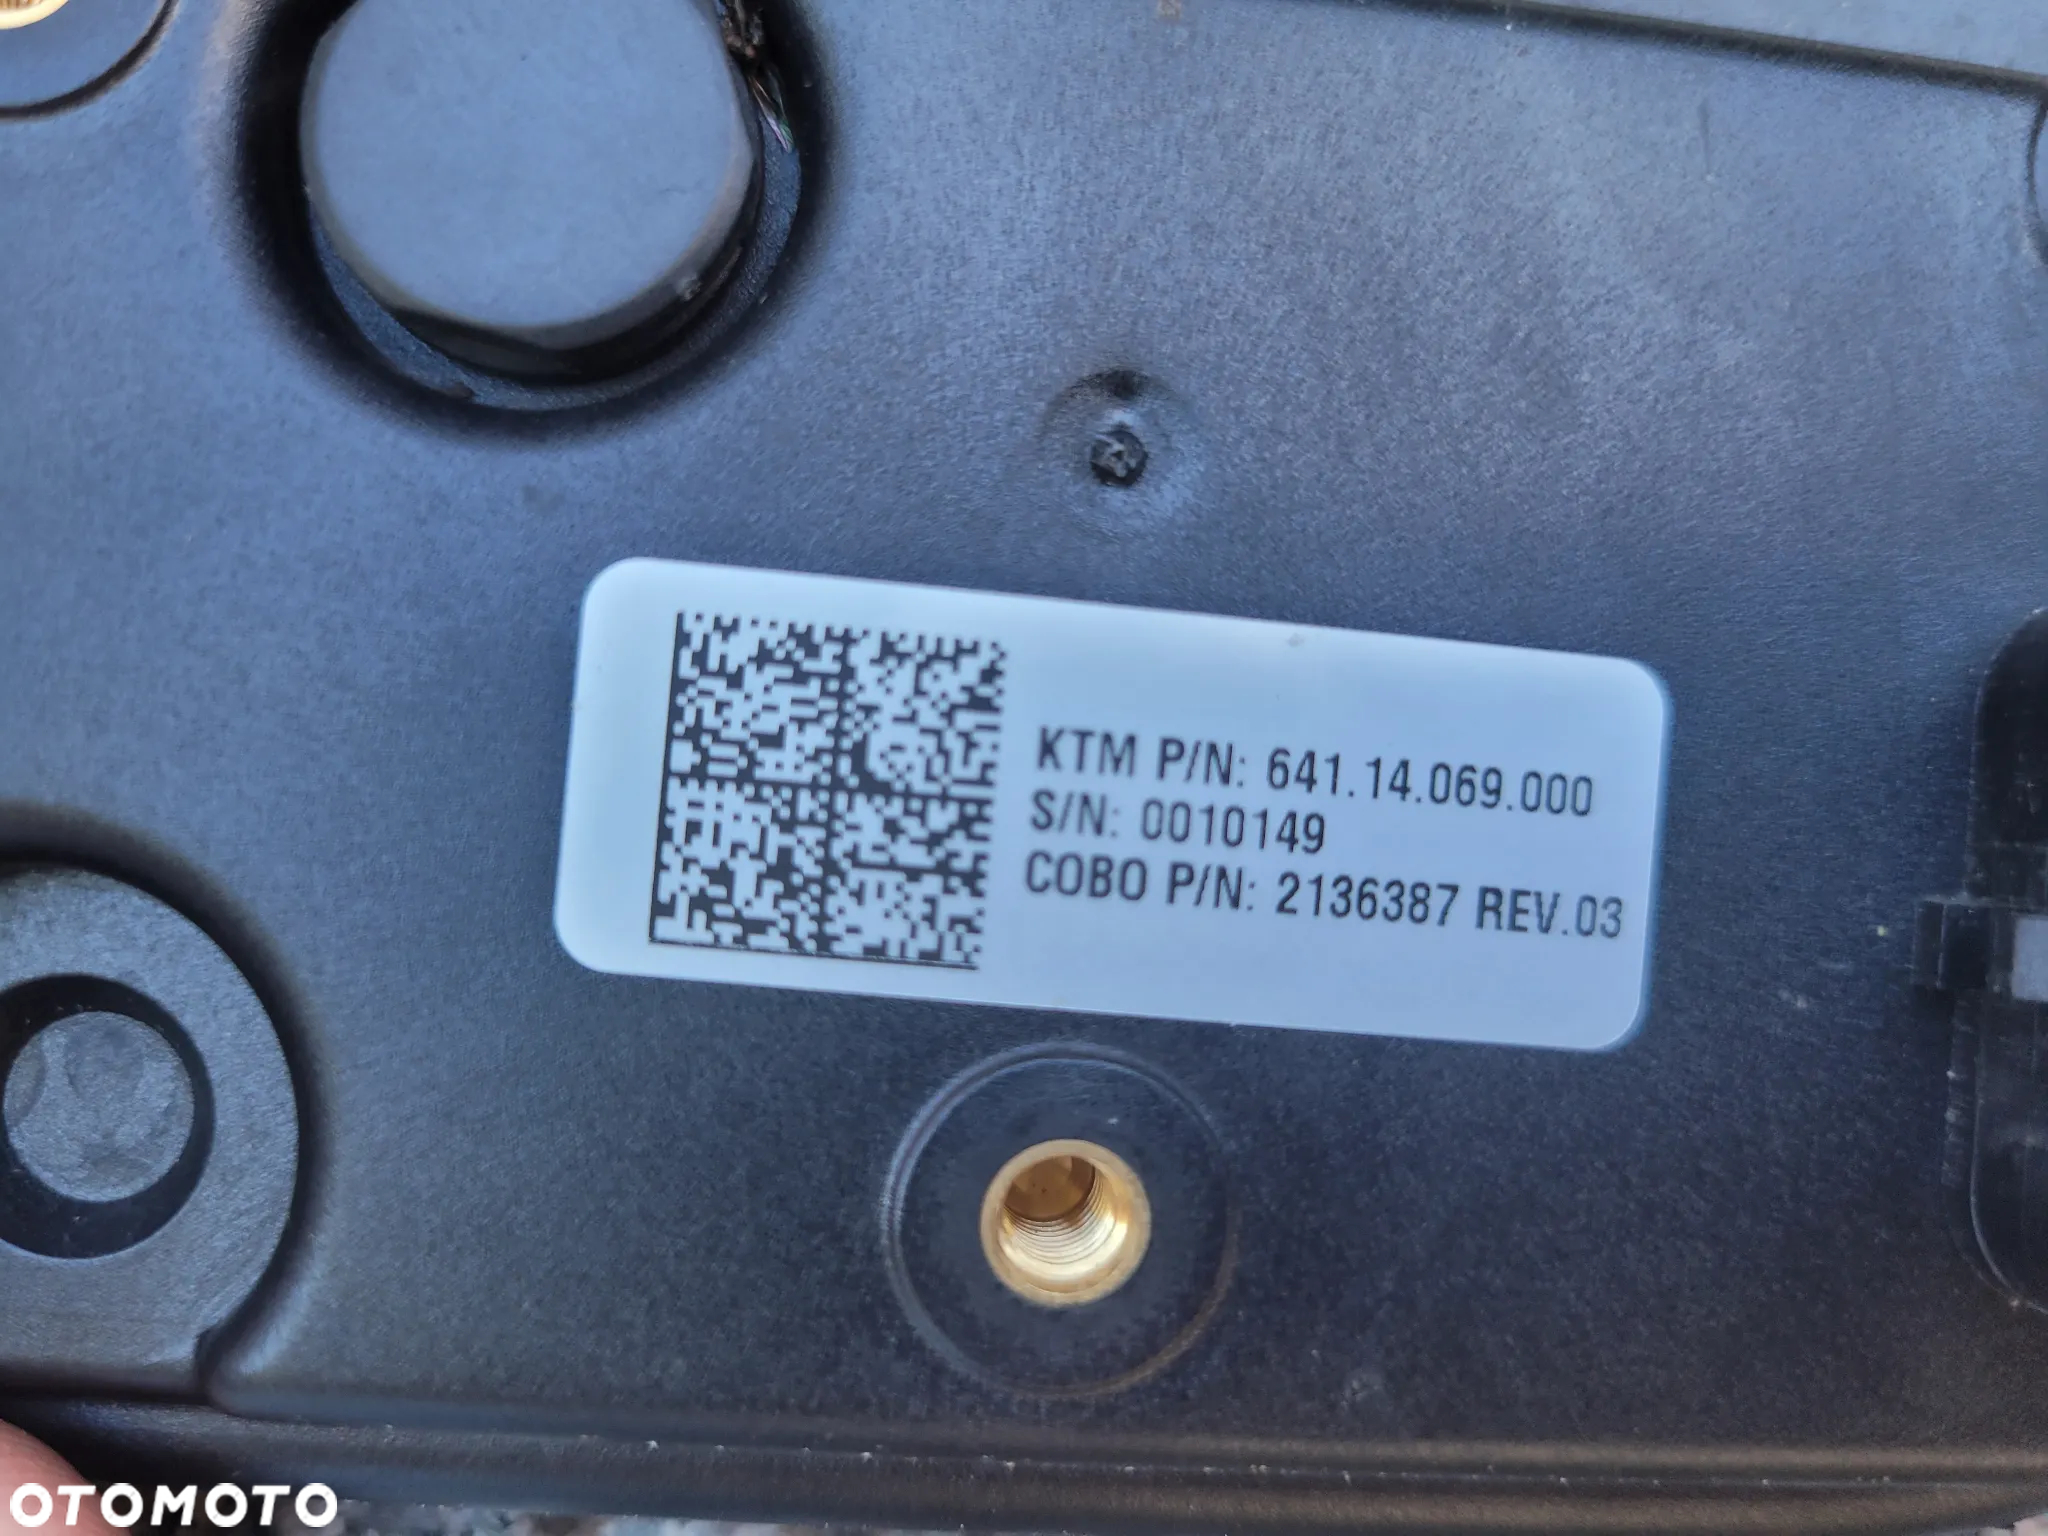 KTM P/N: 641.14.069.000
S/N: 0010149
COBO P/N: 2136387 REV.03
OTOMOTO